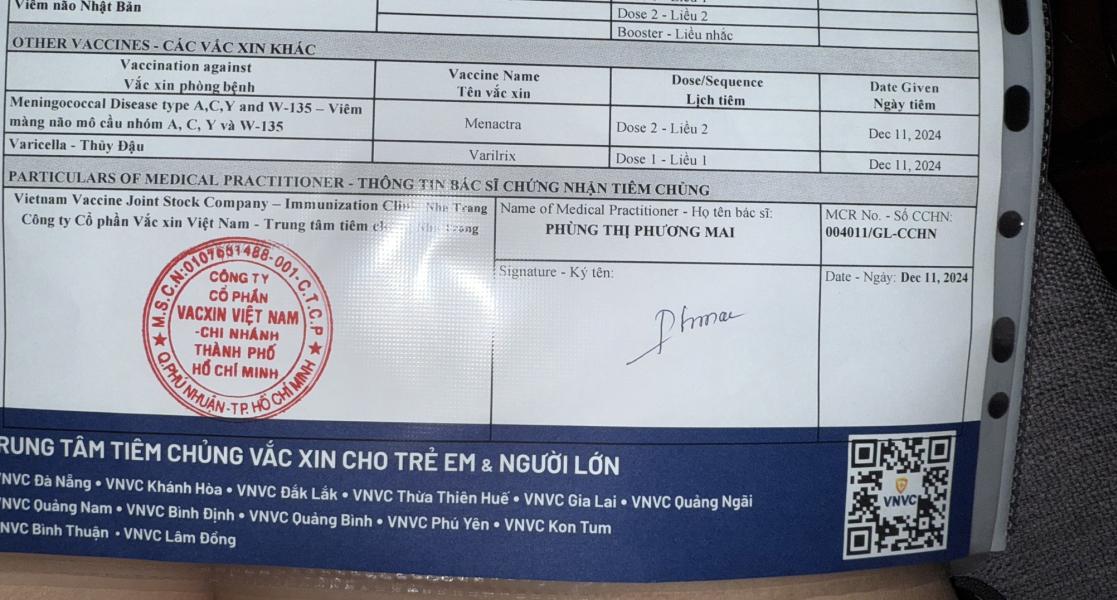 Viêm não Nhật Bản
Dose 2 - Liều 2
Booster - Liều nhắc
OTHER VACCINES - CÁC VẮC XIN KHÁC
Vaccination against
Vắc xin phòng bệnh
Vaccine Name
Tên vắc xin
Dose/Sequence
Lịch tiêm
Date Given
Ngày tiêm
Meningococcal Disease type A,C,Y and W-135 – Viêm
màng não mô cầu nhóm A, C, Y và W-135
Menactra
Dose 2 - Liều 2
Dec 11, 2024
Varicella - Thủy Đậu
Varilrix
Dose 1 - Liều 1
Dec 11, 2024
PARTICULARS OF MEDICAL PRACTITIONER - THÔNG TIN BÁC SĨ CHỨNG NHẬN TIÊM CHỦNG
Vietnam Vaccine Joint Stock Company – Immunization Nha Trang
Công ty Cổ phần Vắc xin Việt Nam - Trung tâm tiêm Nha Trang
Name of Medical Practitioner - Họ tên bác sĩ:
PHÙNG THỊ PHƯƠNG MAI
MCR No. - Số CCHN:
004011/GL-CCHN
Signature - Ký tên:
Date - Ngày: Dec 11, 2024
M.S.C.N:0107631488-001-C.T.C.P
CÔNG TY
CỔ PHẦN
VACXIN VIỆT NAM
-CHI NHÁNH
THÀNH PHỐ
HỒ CHÍ MINH
Q.PHÚ NHUẬN-TP.HỒ CHÍ MINH
RUNG TÂM TIÊM CHỦNG VẮC XIN CHO TRẺ EM & NGƯỜI LỚN
VNVC Đà Nẵng • VNVC Khánh Hòa • VNVC Đắk Lắk • VNVC Thừa Thiên Huế • VNVC Gia Lai • VNVC Quảng Ngãi
VNVC Quảng Nam • VNVC Bình Định • VNVC Quảng Bình • VNVC Phú Yên • VNVC Kon Tum
NVC Bình Thuận • VNVC Lâm Đồng
VNVC